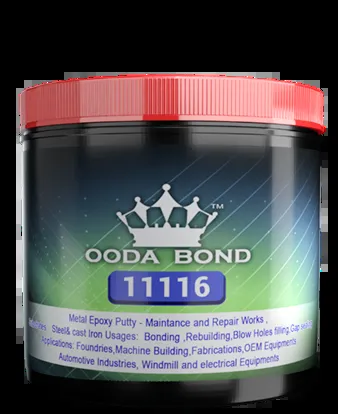 TM
OODA BOND
11116
Metal Epoxy Putty - Maintance and Repair Works ,
Steel& cast Iron Usages: Bonding ,Rebuilding,Blow Holes filling,Gap
Applications: Foundries,Machine Building,Fabrications,OEM Equipments
Automotive Industries, Windmill and electrical Equipments